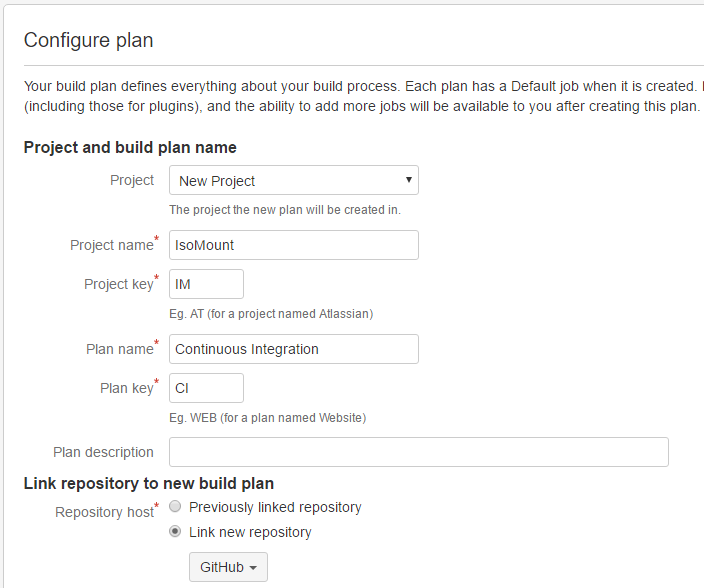 Configure plan
Your build plan defines everything about your build process. Each plan has a Default job when it is created.
(including those for plugins), and the ability to add more jobs will be available to you after creating this plan.
Project and build plan name
Project New Project
The project the new plan will be created in.
Project name* IsoMount
Project key* IM
Eg. AT (for a project named Atlassian)
Plan name* Continuous Integration
Plan key* CI
Eg. WEB (for a plan named Website)
Plan description
Link repository to new build plan
Repository host* Previously linked repository
Link new repository
GitHub